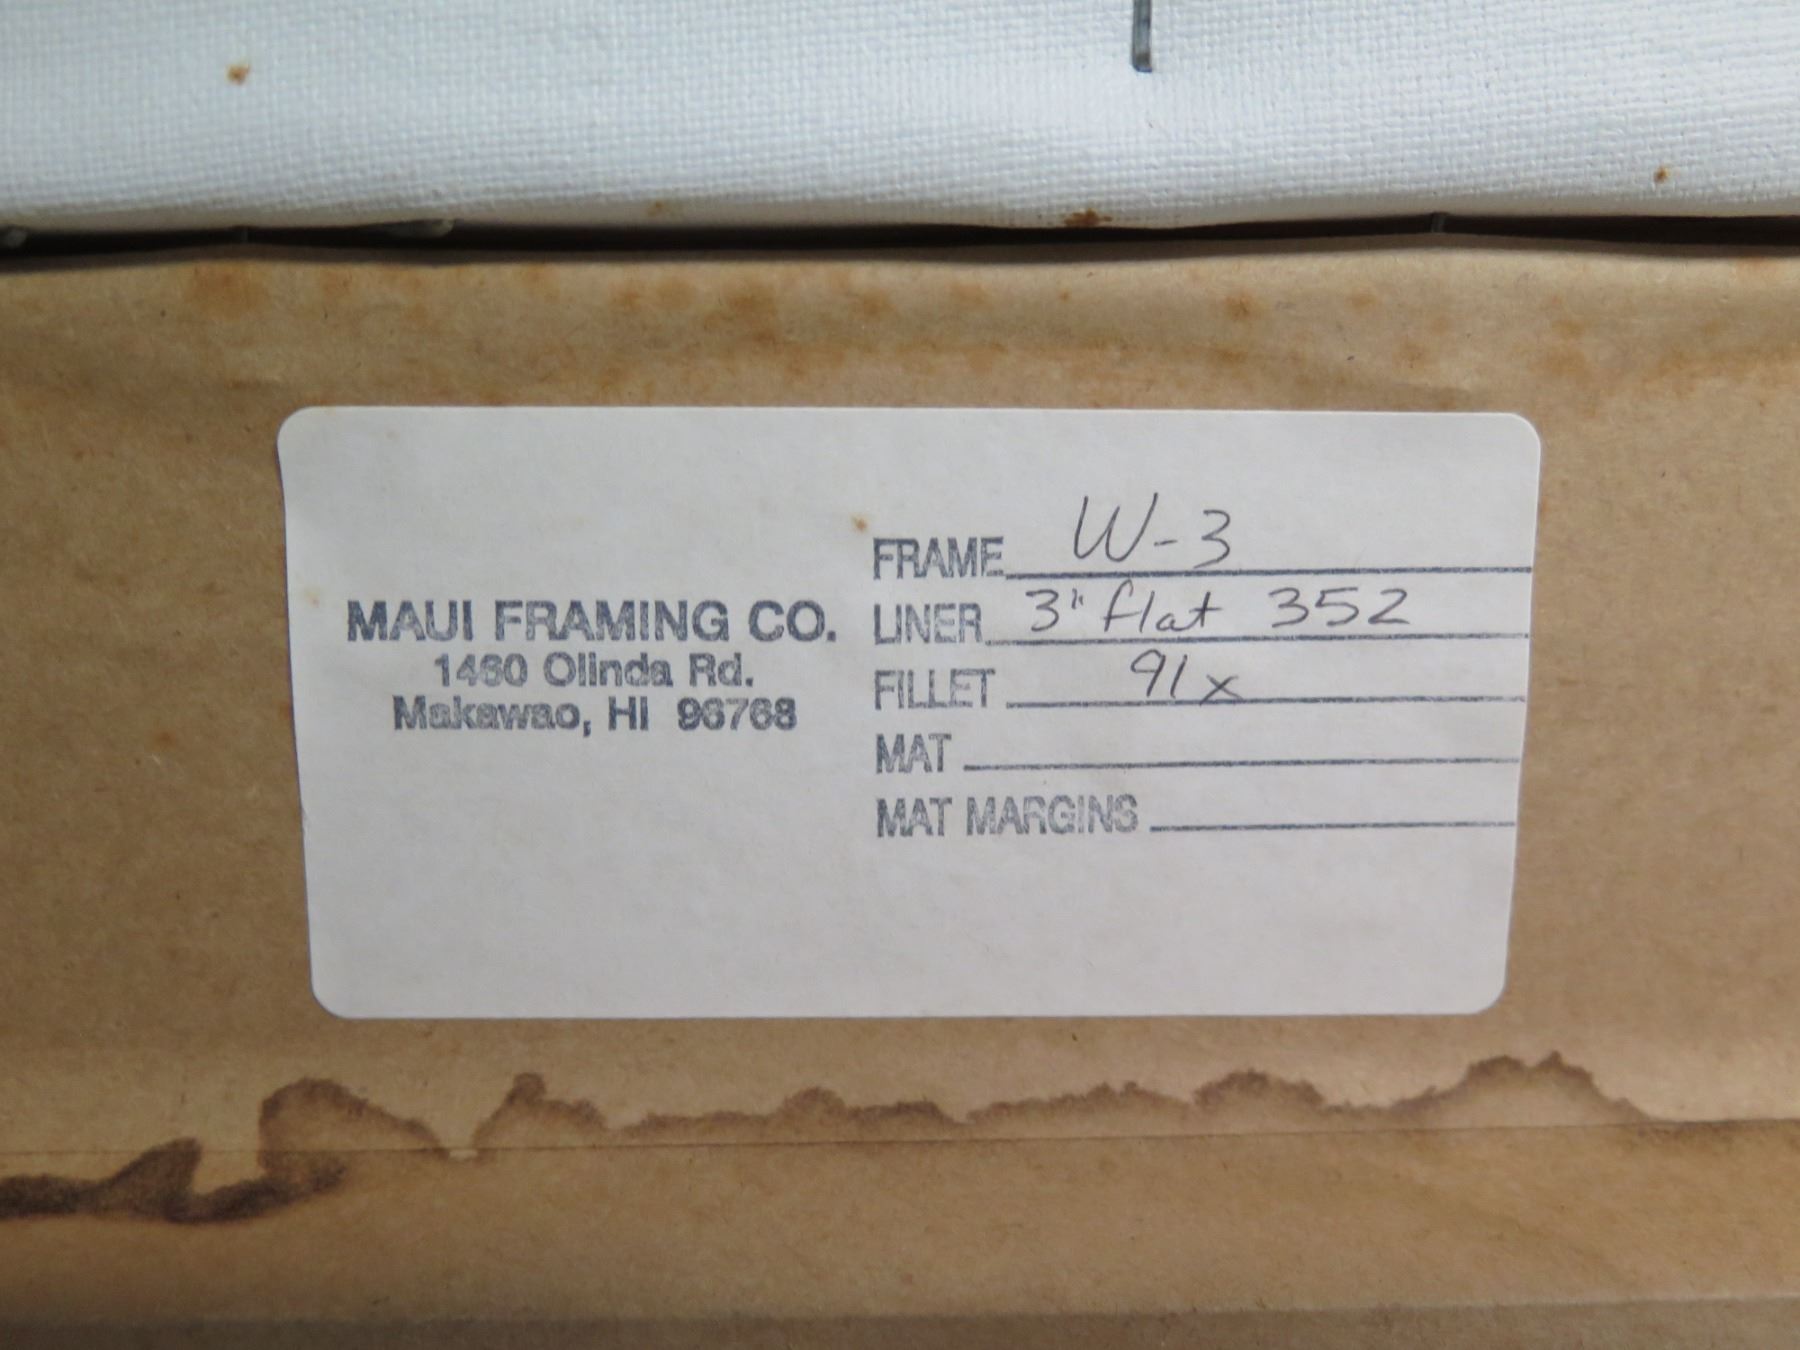 MAUI FRAMING CO.
1460 Olinda Rd.
Makawao, HI 96768
FRAME W-3
LINER 3" flat 352
FILLET 91x
MAT
MAT MARGINS